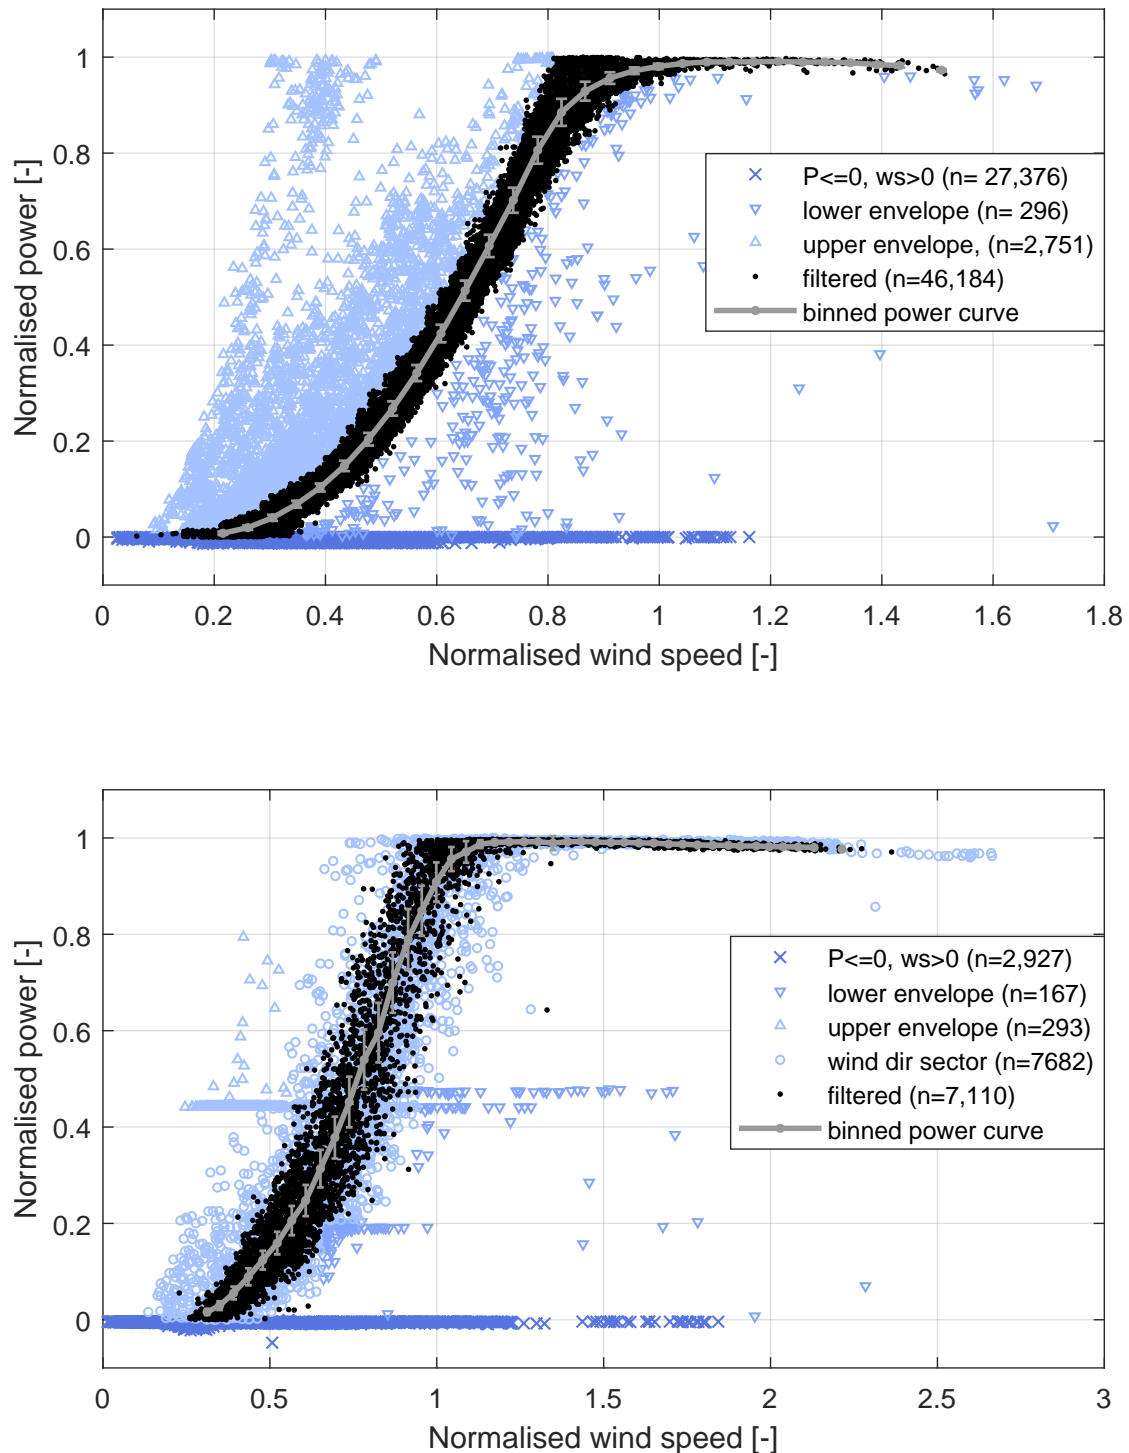 1
0.8
0.6
0.4
0.2
0
Normalised power [-]
P<=0, ws>0 (n= 27,376)
lower envelope (n= 296)
upper envelope, (n=2,751)
filtered (n=46,184)
binned power curve
0 0.2 0.4 0.6 0.8 1 1.2 1.4 1.6 1.8
Normalised wind speed [-]
1
0.8
0.6
0.4
0.2
0
Normalised power [-]
P<=0, ws>0 (n=2,927)
lower envelope (n=167)
upper envelope (n=293)
wind dir sector (n=7682)
filtered (n=7,110)
binned power curve
0 0.5 1 1.5 2 2.5 3
Normalised wind speed [-]